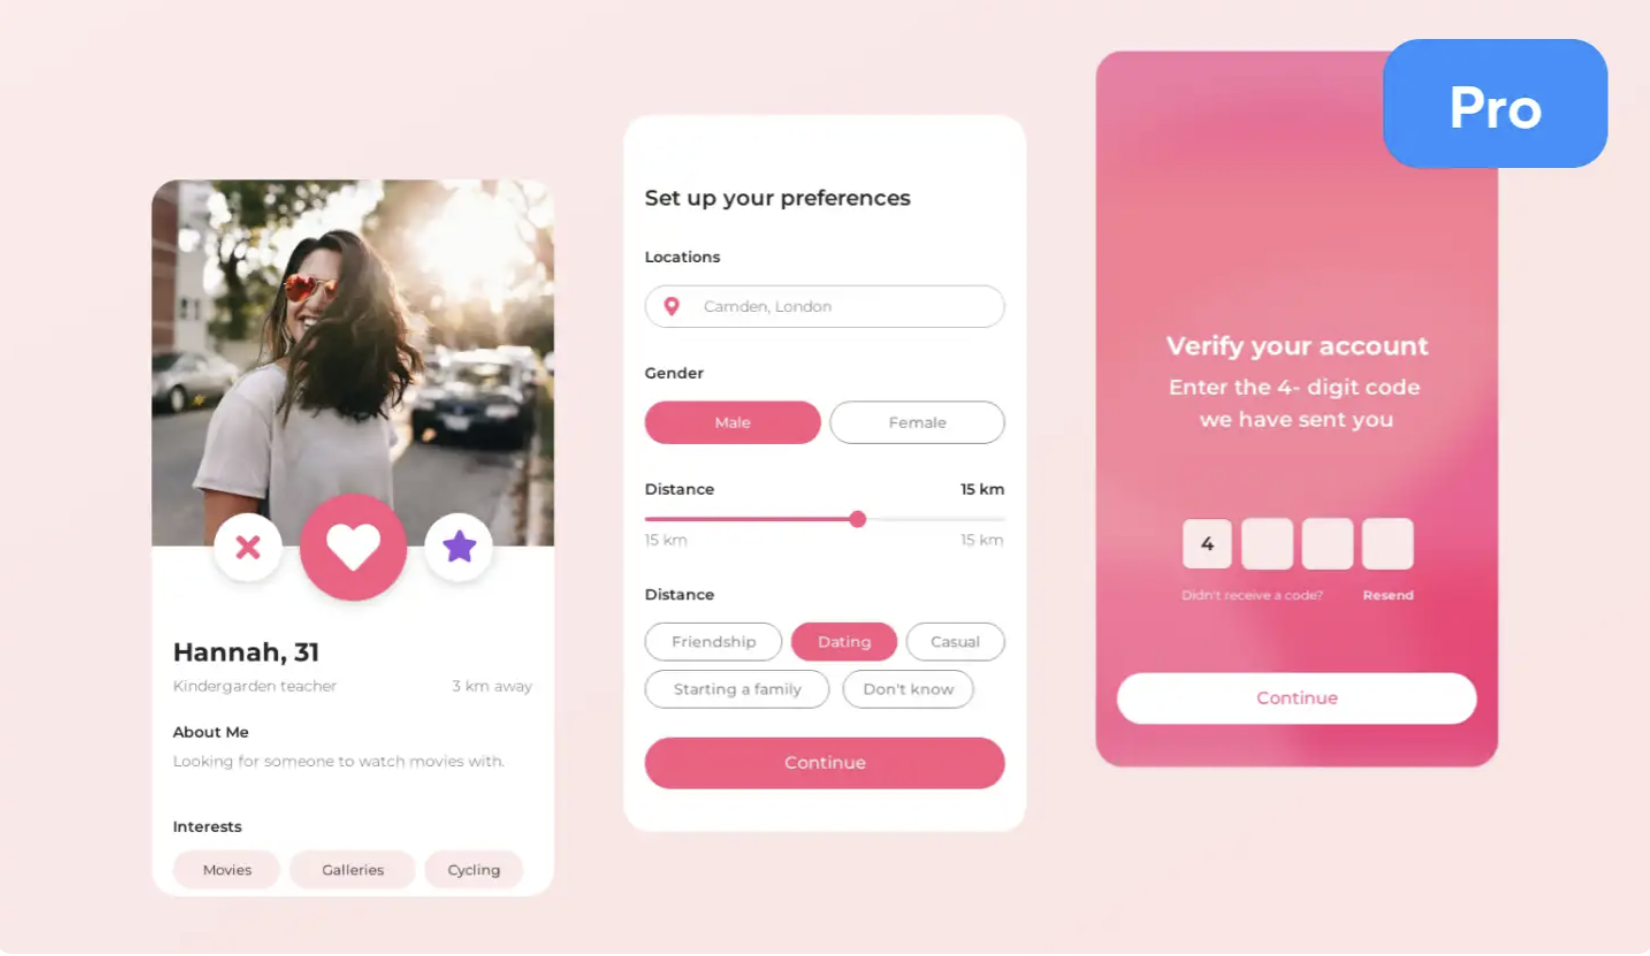 Pro
Hannah, 31
Kindergarden teacher
3 km away
About Me
Looking for someone to watch movies with.
Interests
Movies
Galleries
Cycling
Set up your preferences
Locations
Camden, London
Gender
Male
Female
Distance
15 km
15 km
15 km
Distance
Friendship
Dating
Casual
Starting a family
Don't know
Continue
Verify your account
Enter the 4- digit code
we have sent you
4
Didn't receive a code?
Resend
Continue